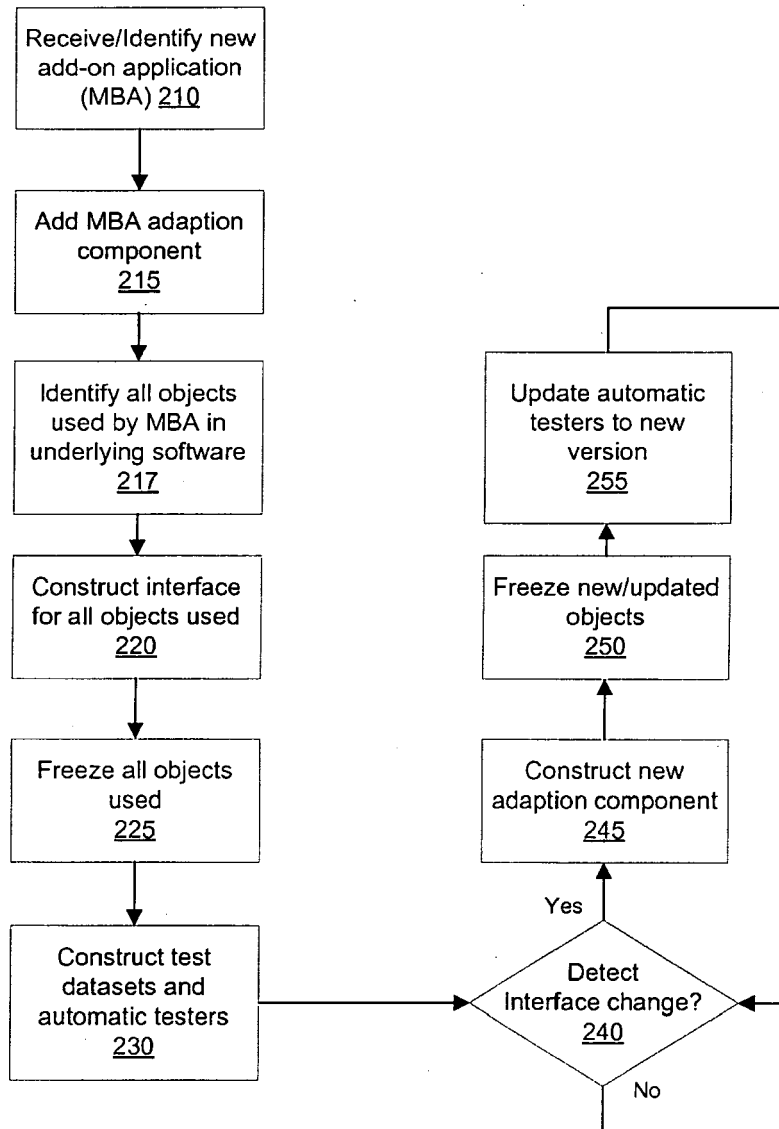 Receive/Identify new
add-on application
(MBA) 210
Add MBA adaption
component
215
Identify all objects
used by MBA in
underlying software
217
Construct interface
for all objects used
220
Freeze all objects
used
225
Construct test
datasets and
automatic testers
230
Detect
Interface change?
240
Yes
No
Construct new
adaption component
245
Freeze new/updated
objects
250
Update automatic
testers to new
version
255